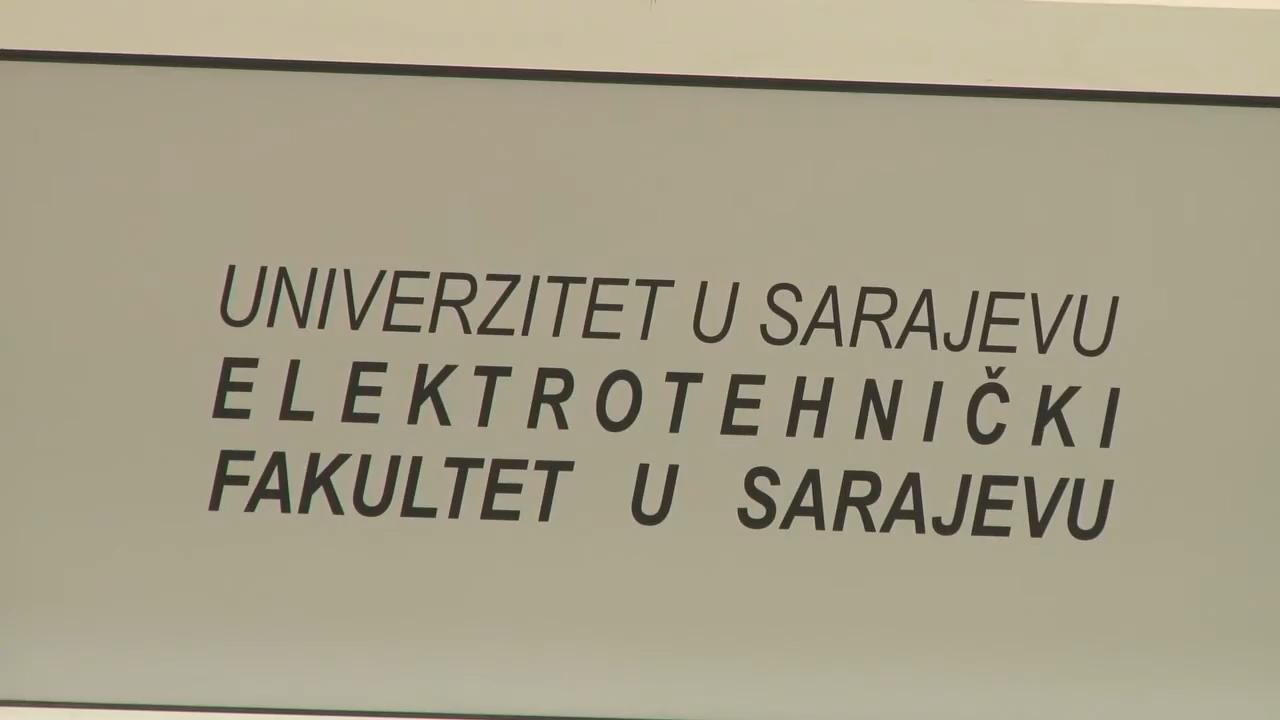 UNIVERZITET U SARAJEVU
ELEKTROTEHNIČKI
FAKULTET U SARAJEVU